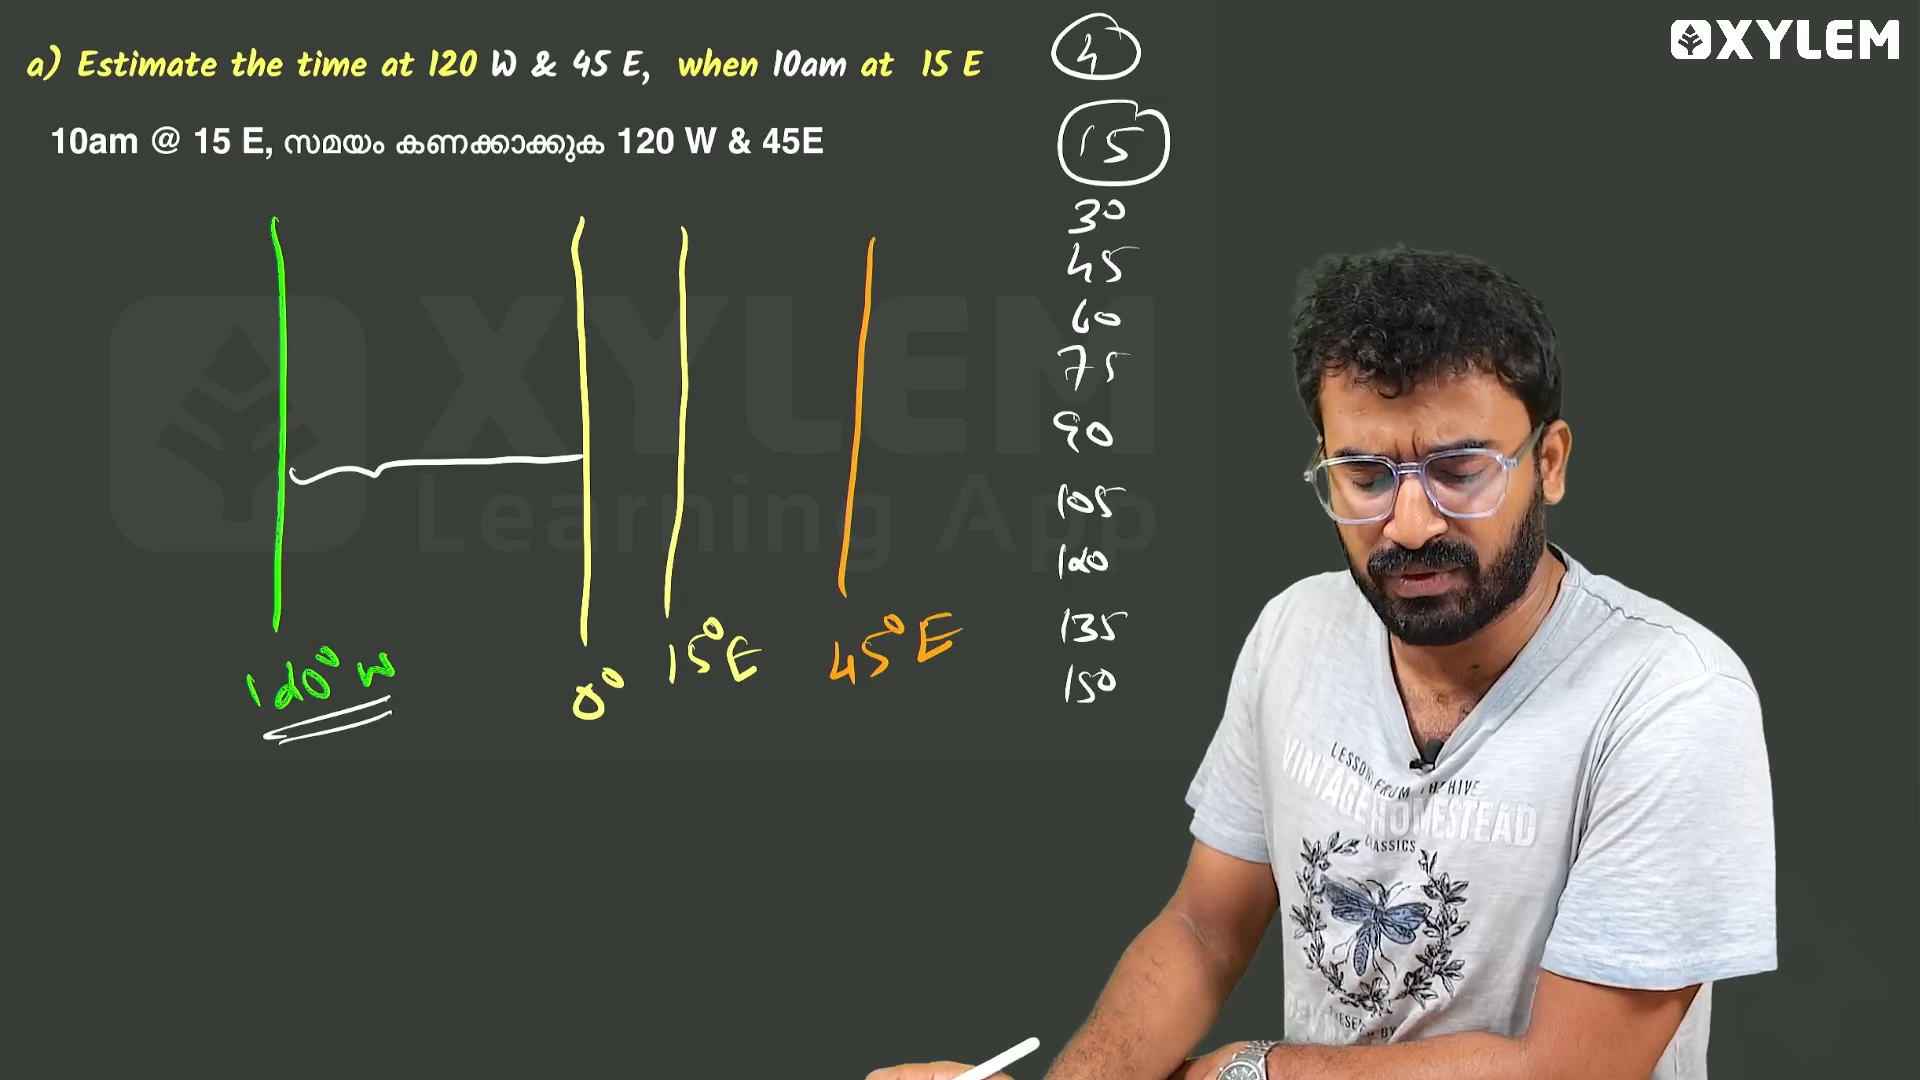 a) Estimate the time at 120 W & 45 E, when 10am at 15 E
10am @ 15 E, സമയം കണക്കാക്കുക 120 W & 45E
XYLEM
4
15
30
45
60
75
90
105
120
135
150
120° W
0°
15° E
45° E
XYLEM
Learning App
LESSONS FROM THE HIVE
VINTAGE HOMESTEAD
CLASSICS